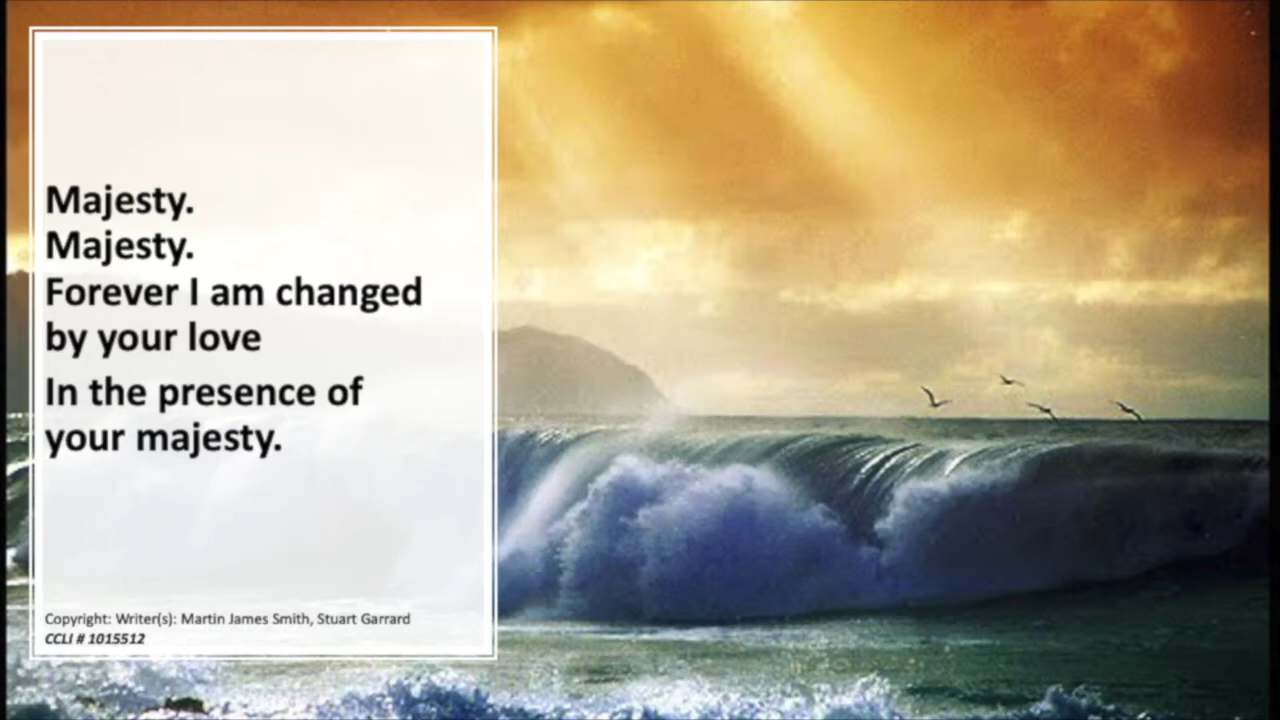 Majesty.
Majesty.
Forever I am changed
by your love
In the presence of
your majesty.
Copyright: Writer(s): Martin James Smith, Stuart Garrard
CCLI # 1015512